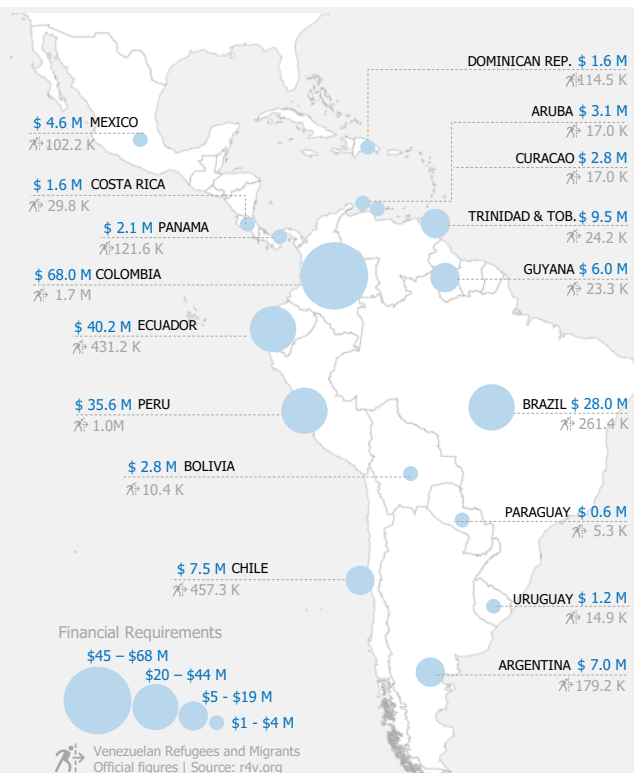 DOMINICAN REP. $ 1.6 M
114.5 K
ARUBA $ 3.1 M
17.0 K
CURACAO $ 2.8 M
17.0 K
TRINIDAD & TOB. $ 9.5 M
24.2 K
GUYANA $ 6.0 M
23.3 K
$ 4.6 M MEXICO
102.2 K
$ 1.6 M COSTA RICA
29.8 K
$ 2.1 M PANAMA
121.6 K
$ 68.0 M COLOMBIA
1.7 M
$ 40.2 M ECUADOR
431.2 K
$ 35.6 M PERU
1.0M
BRAZIL $ 28.0 M
261.4 K
$ 2.8 M BOLIVIA
10.4 K
PARAGUAY $ 0.6 M
5.3 K
$ 7.5 M CHILE
457.3 K
URUGUAY $ 1.2 M
14.9 K
ARGENTINA $ 7.0 M
179.2 K
Financial Requirements
$45 – $68 M
$20 – $44 M
$5 - $19 M
$1 - $4 M
Venezuelan Refugees and Migrants
Official figures | Source: r4v.org